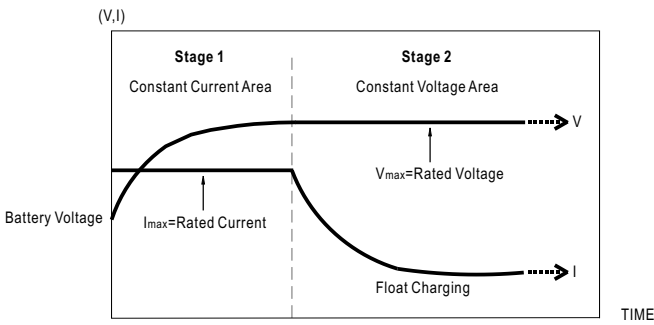 (V,I)
Stage 1
Constant Current Area
Stage 2
Constant Voltage Area
V
Vmax=Rated Voltage
Battery Voltage
Imax=Rated Current
I
Float Charging
TIME